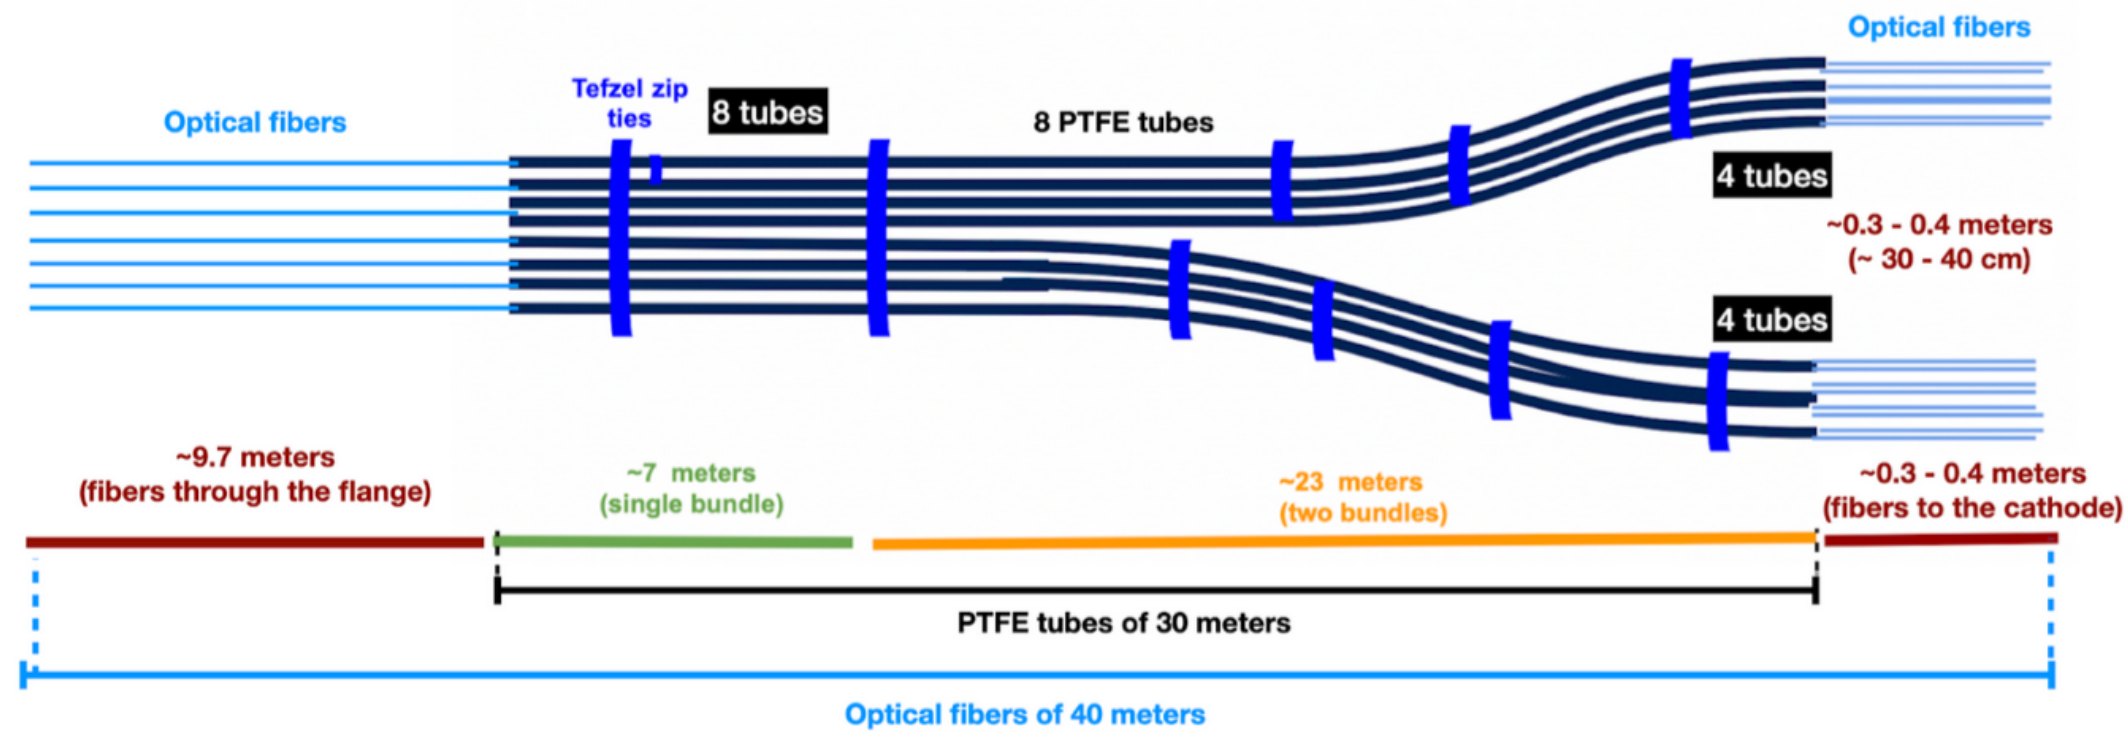 Optical fibers
Tefzel zip
ties
8 tubes
8 PTFE tubes
Optical fibers
4 tubes
~0.3 - 0.4 meters
(~ 30 - 40 cm)
4 tubes
~9.7 meters
(fibers through the flange)
~7 meters
(single bundle)
~23 meters
(two bundles)
~0.3 - 0.4 meters
(fibers to the cathode)
PTFE tubes of 30 meters
Optical fibers of 40 meters